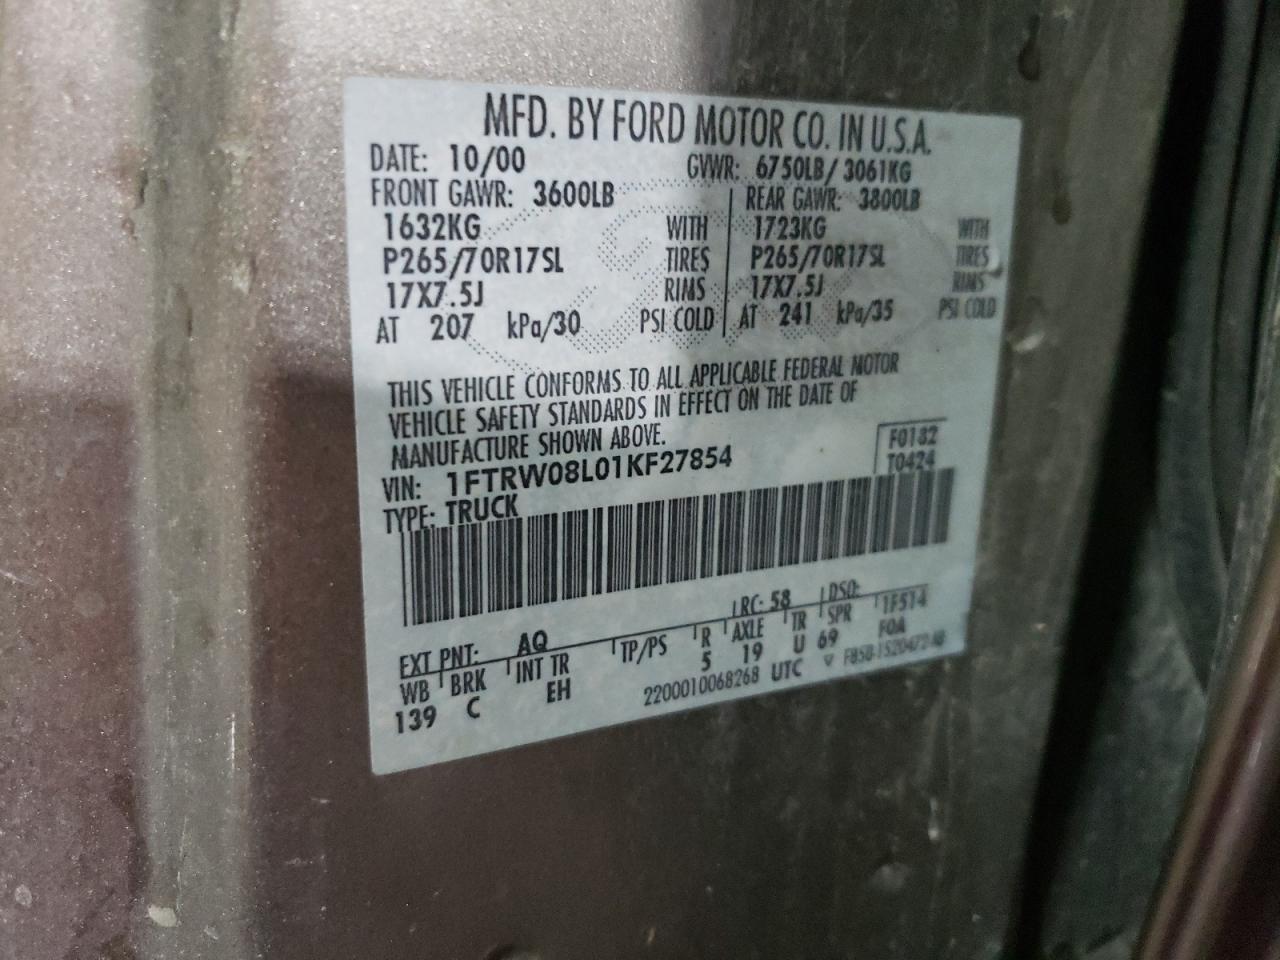 MFD. BY FORD MOTOR CO. IN U.S.A.
DATE: 10/00 GVWR: 6750LB/ 3061KG
FRONT GAWR: 3600LB REAR GAWR: 3800LB
1632KG WITH 1723KG WITH
P265/70R17SL TIRES P265/70R17SL TIRES
17X7.5J RIMS 17X7.5J RIMS
AT 207 kPa/30 PSI COLD AT 241 kPa/35 PSI COLD
THIS VEHICLE CONFORMS TO ALL APPLICABLE FEDERAL MOTOR
VEHICLE SAFETY STANDARDS IN EFFECT ON THE DATE OF
MANUFACTURE SHOWN ABOVE.
F0182
VIN: 1FTRW08L01KF27854 T0424
TYPE: TRUCK
EXT PNT: AQ RC: 58 DSO:
WB BRK INT TR TP/PS R AXLE TR SPR 1F514
139 C EH 5 19 U 69 FOA
2200010068268 UTC